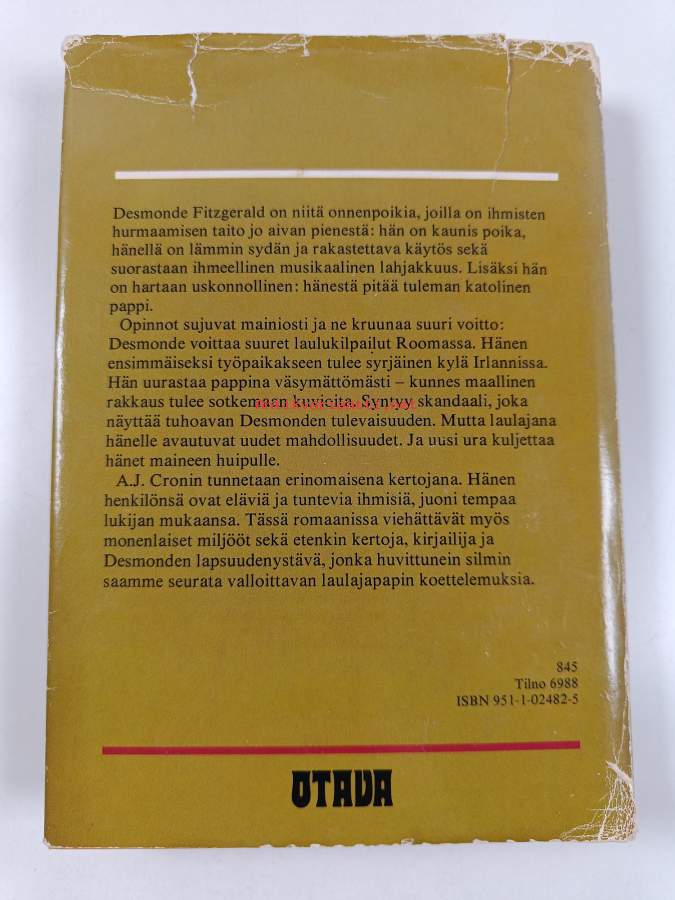 Desmonde Fitzgerald on niitä onnenpoikia, joilla on ihmisten
hurmaamisen taito jo aivan pienestä: hän on kaunis poika,
hänellä on lämmin sydän ja rakastettava käytös sekä
suorastaan ihmeellinen musikaalinen lahjakkuus. Lisäksi hän
on hartaan uskonnollinen: hänestä pitää tuleman katolinen
pappi.
Opinnot sujuvat mainiosti ja ne kruunaa suuri voitto:
Desmonde voittaa suuret laulukilpailut Roomassa. Hänen
ensimmäiseksi työpaikakseen tulee syrjäinen kylä Irlannissa.
Hän uurastaa pappina väsymättömästi – kunnes maallinen
rakkaus tulee sotkemaan kuvioita. Syntyy skandaali, joka
näyttää tuhoavan Desmonden tulevaisuuden. Mutta laulajana
hänelle avautuvat uudet mahdollisuudet. Ja uusi ura kuljettaa
hänet maineen huipulle.
A.J. Cronin tunnetaan erinomaisena kertojana. Hänen
henkilönsä ovat eläviä ja tuntevia ihmisiä, juoni tempaa
lukijan mukaansa. Tässä romaanissa viehättävät myös
monenlaiset miljööt sekä etenkin kertoja, kirjailija ja
Desmonden lapsuudenystävä, jonka huvittunein silmin
saamme seurata valloittavan laulajapapin koettelemuksia.
845
Tilno 6988
ISBN 951-1-02482-5
OTAVA